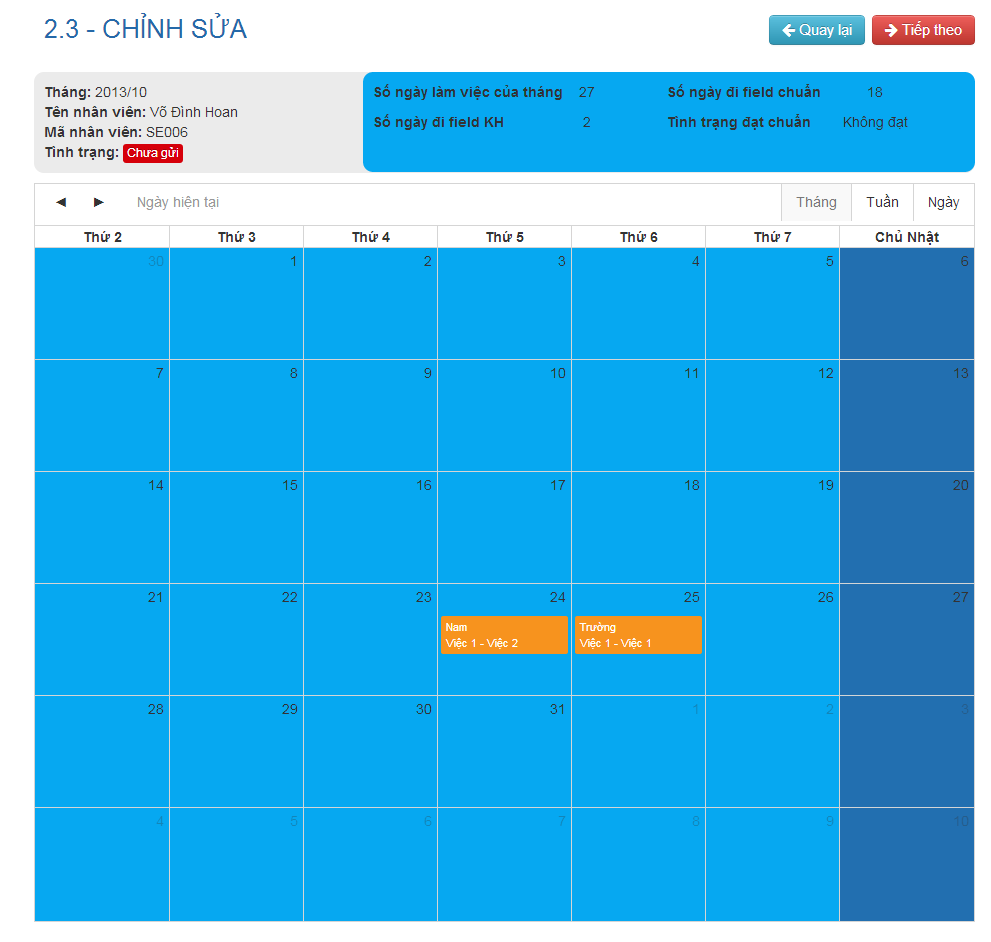 2.3 - CHỈNH SỬA
Quay lại
Tiếp theo
Tháng: 2013/10
Tên nhân viên: Võ Đình Hoan
Mã nhân viên: SE006
Tình trạng: Chưa gửi
Số ngày làm việc của tháng 27
Số ngày đi field chuẩn 18
Số ngày đi field KH 2
Tình trạng đạt chuẩn Không đạt
◄ ► Ngày hiện tại
Tháng Tuần Ngày
Thứ 2 Thứ 3 Thứ 4 Thứ 5 Thứ 6 Thứ 7 Chủ Nhật
30 1 2 3 4 5 6
7 8 9 10 11 12 13
14 15 16 17 18 19 20
21 22 23 24 25 26 27
Nam
Việc 1 - Việc 2
Trường
Việc 1 - Việc 1
28 29 30 31 1 2 3
4 5 6 7 8 9 10